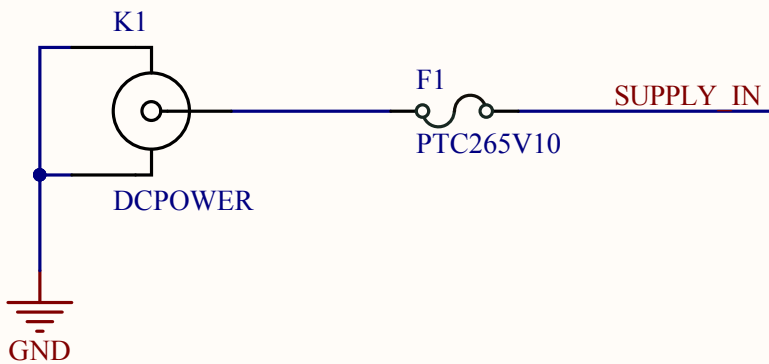 K1
F1
SUPPLY_IN
PTC265V10
DCPOWER
GND